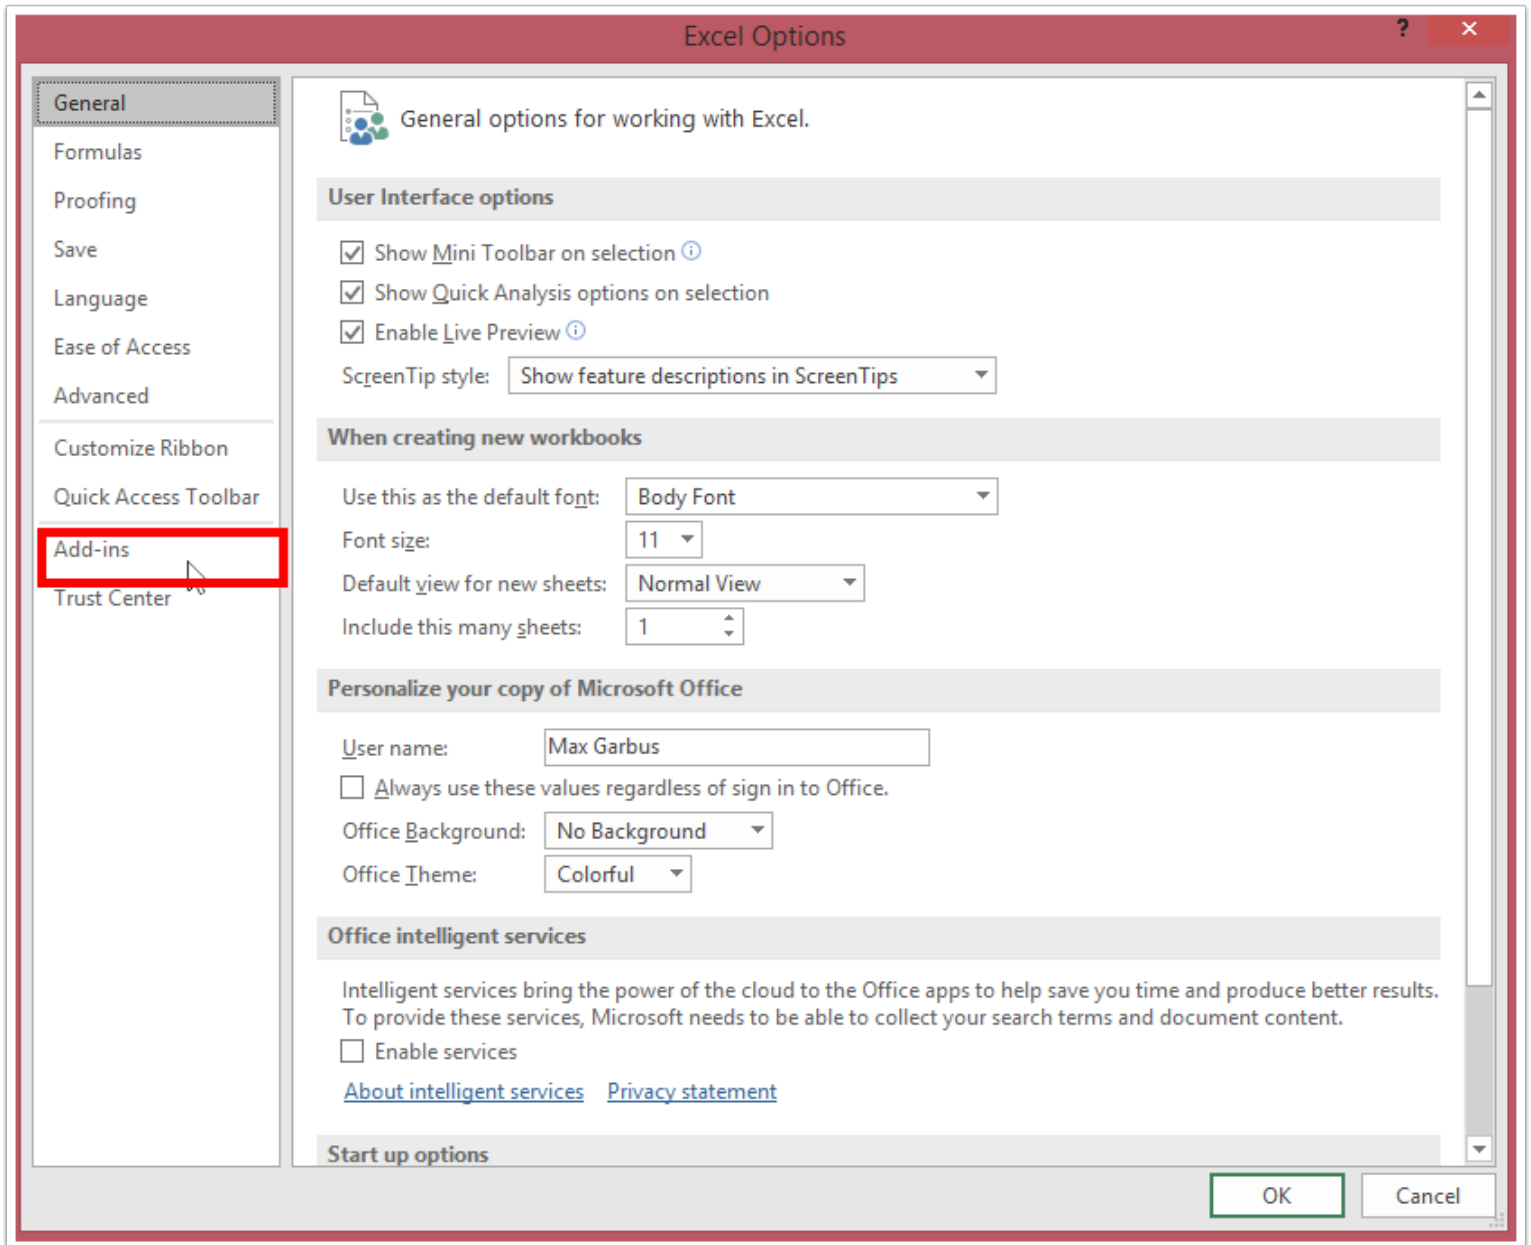 Excel Options
?
General
Formulas
Proofing
Save
Language
Ease of Access
Advanced
Customize Ribbon
Quick Access Toolbar
Add-ins
Trust Center
General options for working with Excel.
User Interface options
Show Mini Toolbar on selection
Show Quick Analysis options on selection
Enable Live Preview
ScreenTip style: Show feature descriptions in ScreenTips
When creating new workbooks
Use this as the default font: Body Font
Font size: 11
Default view for new sheets: Normal View
Include this many sheets: 1
Personalize your copy of Microsoft Office
User name: Max Garbus
Always use these values regardless of sign in to Office.
Office Background: No Background
Office Theme: Colorful
Office intelligent services
Intelligent services bring the power of the cloud to the Office apps to help save you time and produce better results.
To provide these services, Microsoft needs to be able to collect your search terms and document content.
Enable services
About intelligent services Privacy statement
Start up options
OK Cancel